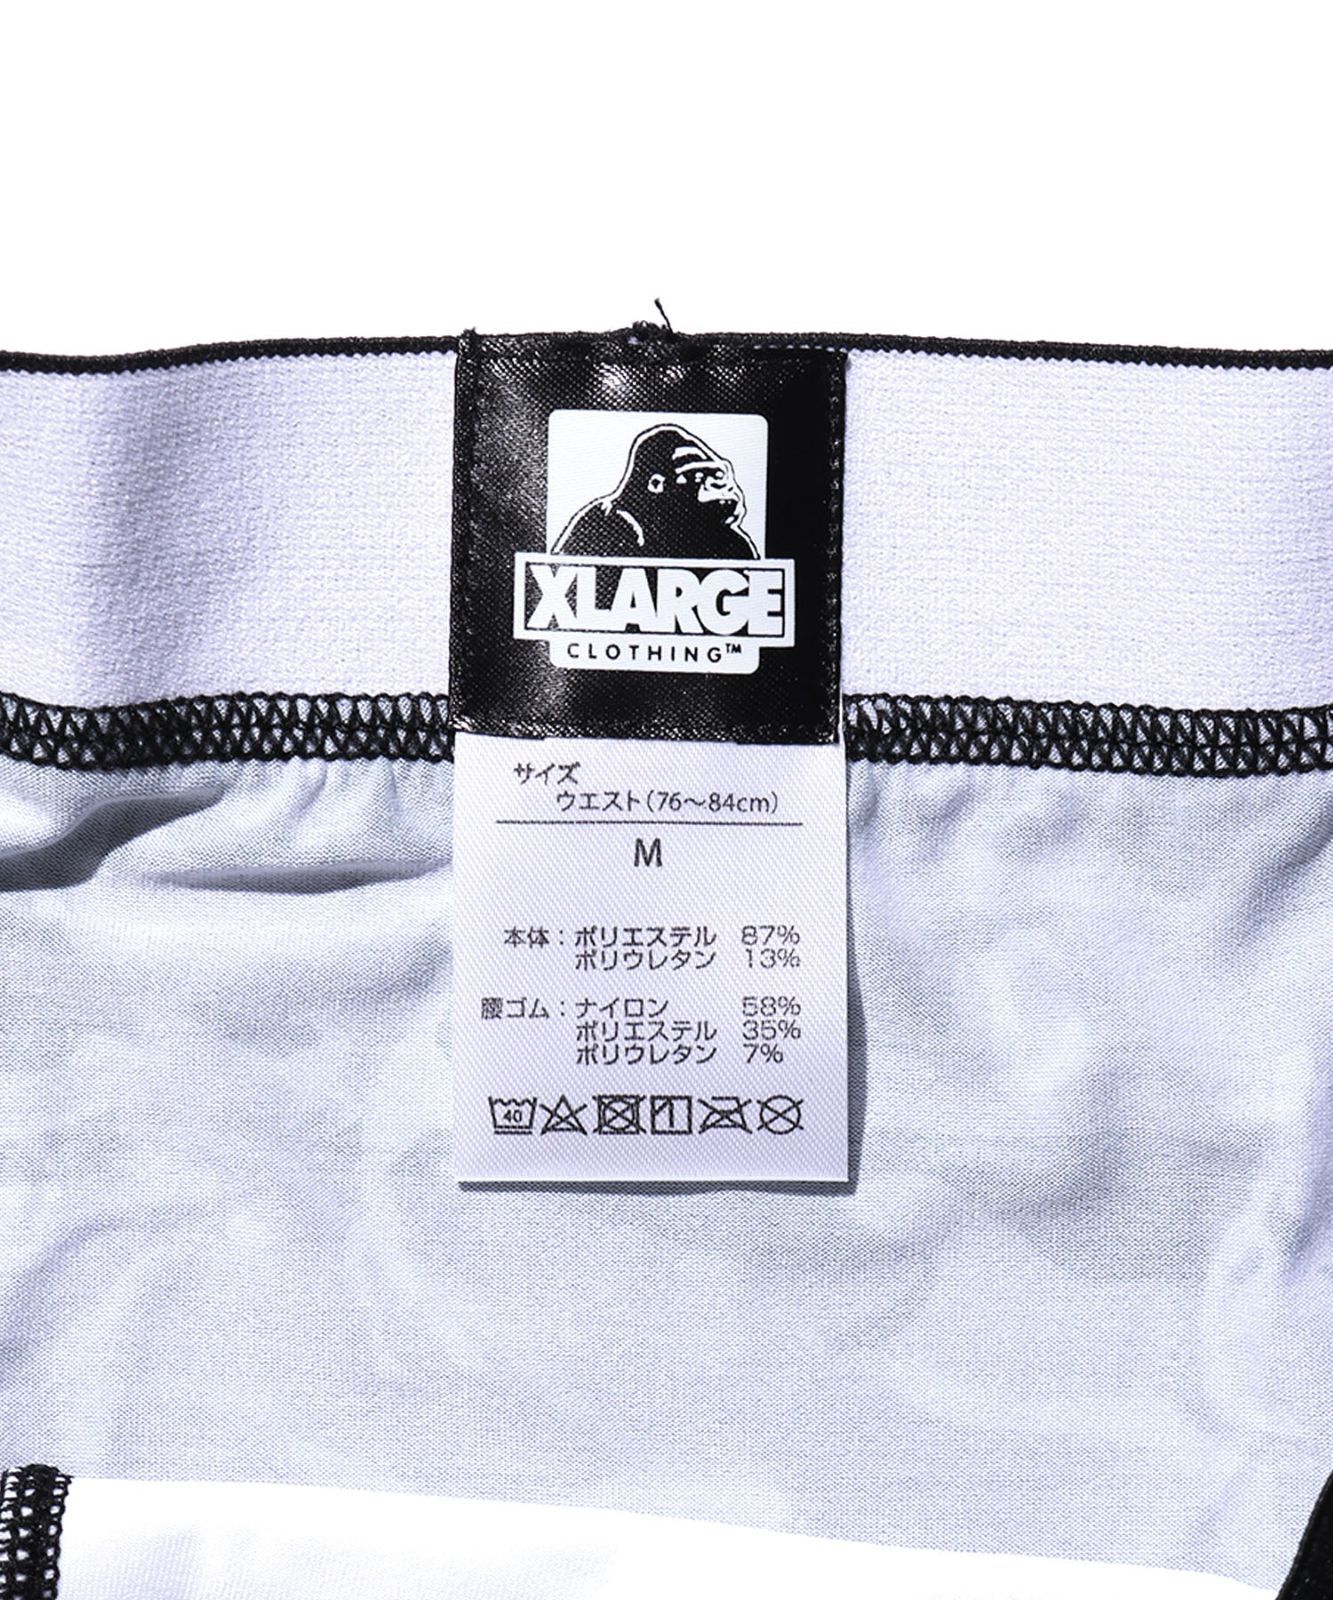 XLARGE
CLOTHING™
サイズ
ウエスト(76～84cm)
M
本体：ポリエステル 87%
ポリウレタン 13%
腰ゴム：ナイロン 58%
ポリエステル 35%
ポリウレタン 7%
40